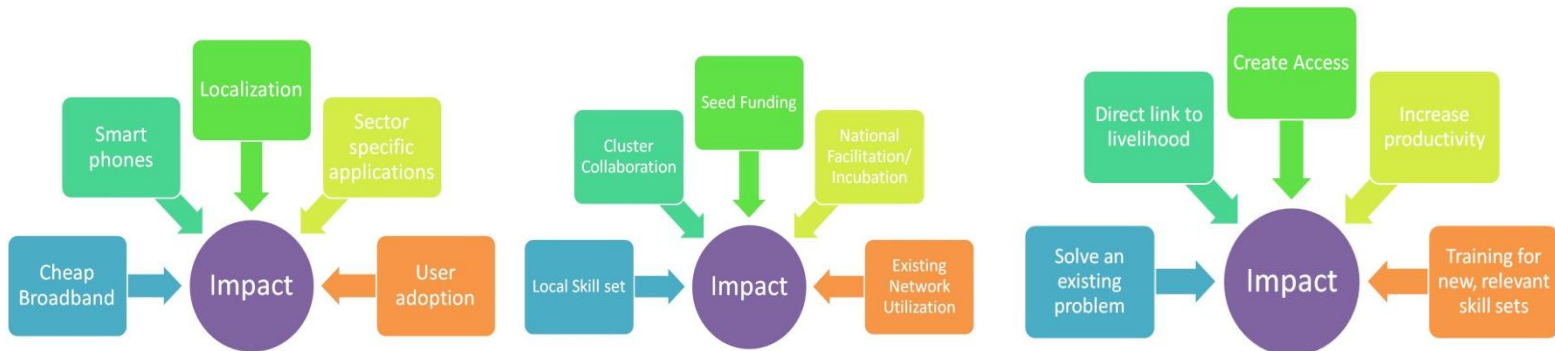 Cheap
Broadband
Smart
phones
Localization
Sector
specific
applications
User
adoption
Impact
Local Skill set
Cluster
Collaboration
Seed Funding
National
Facilitation/
Incubation
Existing
Network
Utilization
Impact
Solve an
existing
problem
Direct link to
livelihood
Create Access
Increase
productivity
Training for
new, relevant
skill sets
Impact